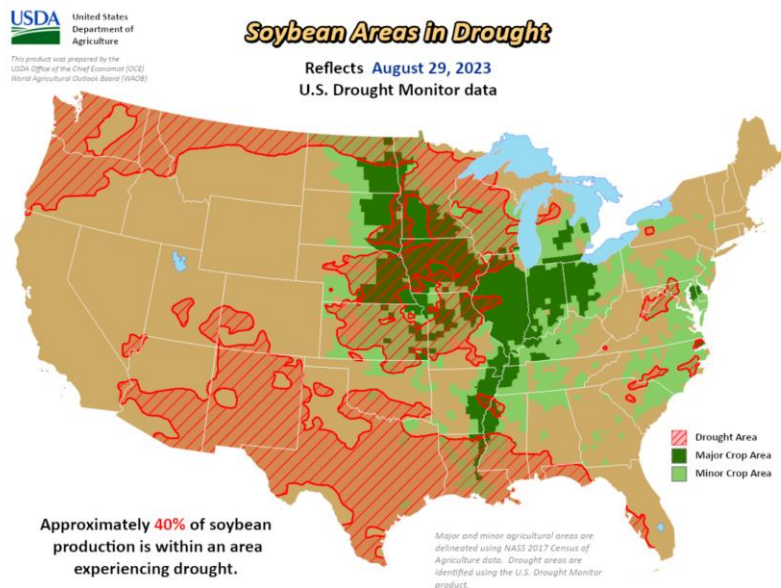 USDA
United States
Department of
Agriculture
This product was prepared by the
USDA Office of the Chief Economist (OCE)
World Agricultural Outlook Board (WAOB)
Soybean Areas in Drought
Reflects August 29, 2023
U.S. Drought Monitor data
Drought Area
Major Crop Area
Minor Crop Area
Approximately 40% of soybean
production is within an area
experiencing drought.
Major and minor agricultural areas are
delineated using NASS 2017 Census of
Agriculture data. Drought areas are
identified using the U.S. Drought Monitor
product.